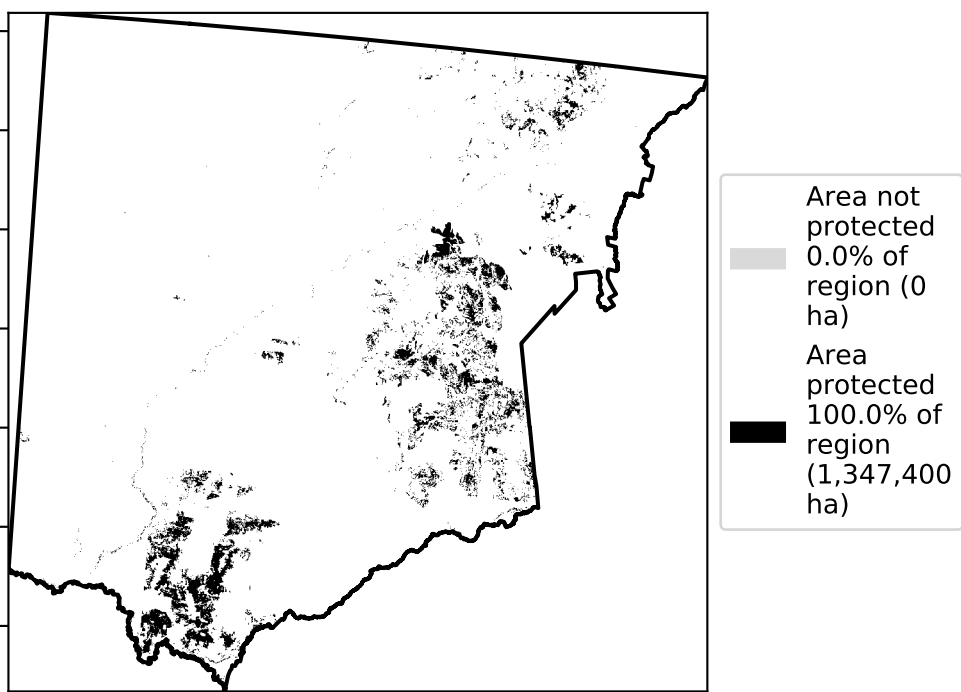 Area not
protected
0.0% of
region (0
ha)
Area
protected
100.0% of
region
(1,347,400
ha)